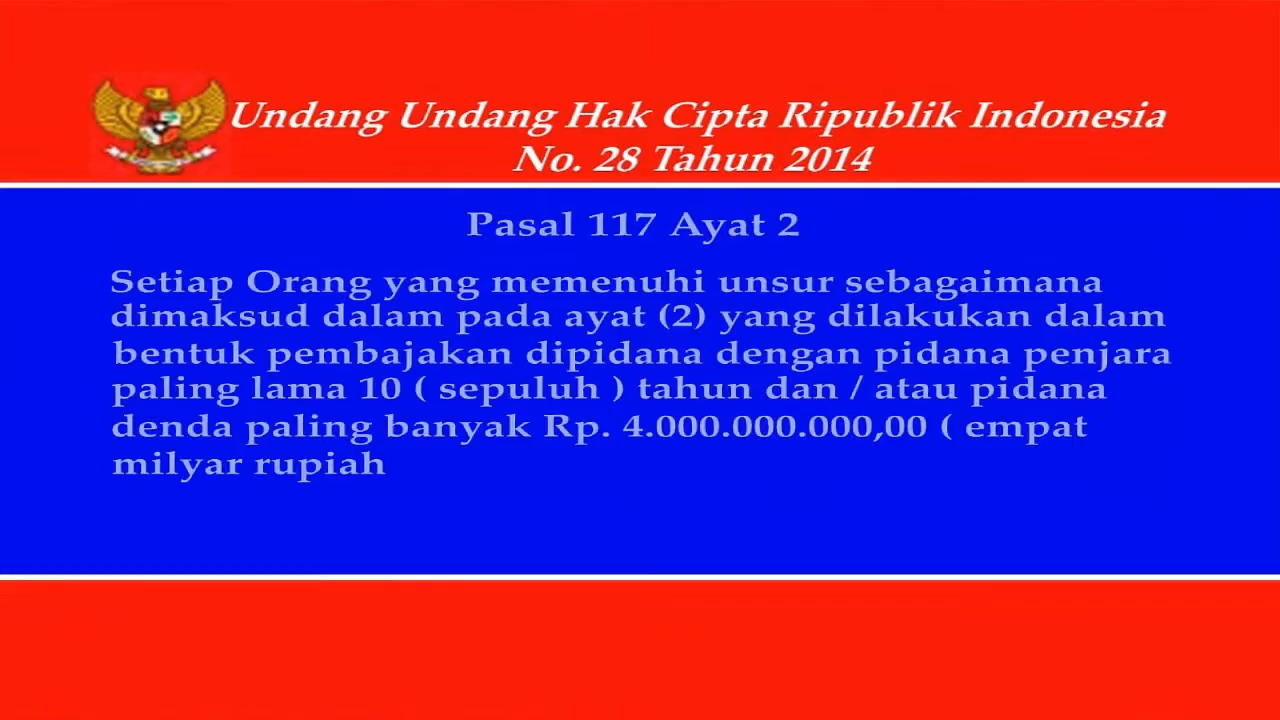 Undang Undang Hak Cipta Ripublik Indonesia
No. 28 Tahun 2014
Pasal 117 Ayat 2
Setiap Orang yang memenuhi unsur sebagaimana
dimaksud dalam pada ayat (2) yang dilakukan dalam
bentuk pembajakan dipidana dengan pidana penjara
paling lama 10 ( sepuluh ) tahun dan / atau pidana
denda paling banyak Rp. 4.000.000.000,00 ( empat
milyar rupiah